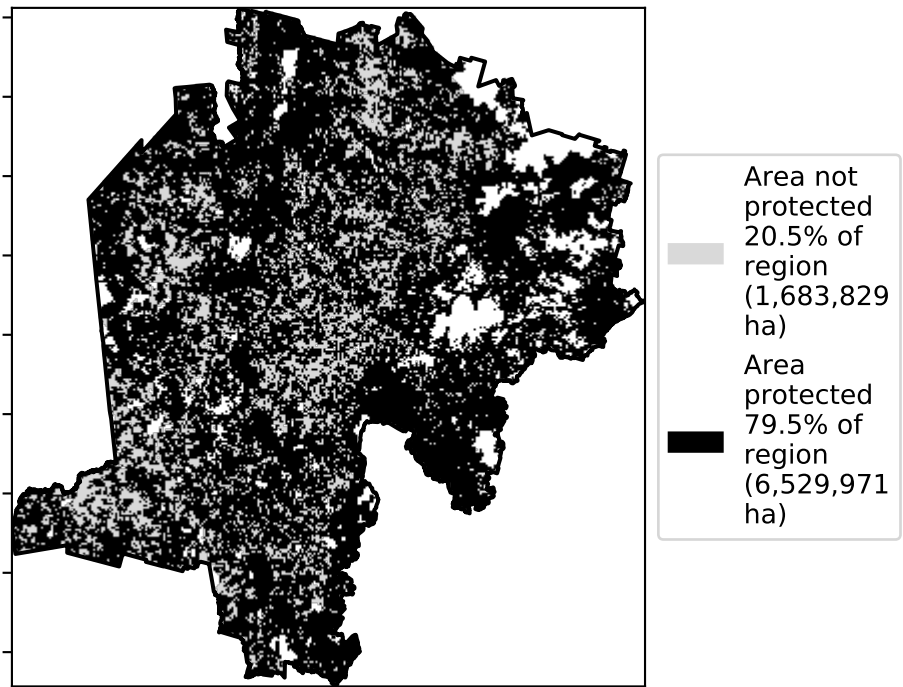 Area not
protected
20.5% of
region
(1,683,829
ha)
Area
protected
79.5% of
region
(6,529,971
ha)